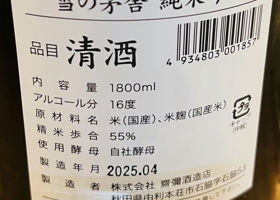 雪の茅舎 純米
4934803001857
品目 清酒
内容量 1800ml
アルコール分 16度
原材料名 米(国産)、米麹(国産米)
精米歩合 55%
使用酵母 自社酵母
製造年月 2025.04
製造者 株式会社 齋彌酒造店
秋田県由利本荘市石脇字石脇53